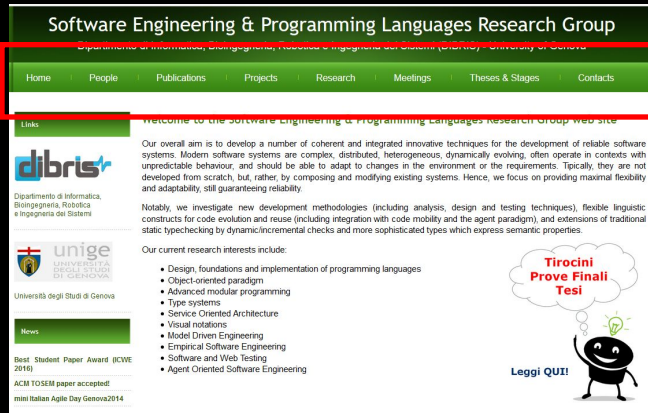 Software Engineering & Programming Languages Research Group
Dipartimento di Informatica, Bioingegneria, Robotica e Ingegneria dei Sistemi (DIBRIS) - University of Genova
Home People Publications Projects Research Meetings Theses & Stages Contacts
Links
dibris
Dipartimento di Informatica,
Bioingegneria, Robotica
e Ingegneria dei Sistemi
unige
UNIVERSITÀ
DEGLI STUDI
DI GENOVA
Università degli Studi di Genova
News
Best Student Paper Award (ICWE
2016)
ACM TOSEM paper accepted!
mini Italian Agile Day Genova2014
Welcome to the Software Engineering & Programming Languages Research Group web site
Our overall aim is to develop a number of coherent and integrated innovative techniques for the development of reliable software
systems. Modern software systems are complex, distributed, heterogeneous, dynamically evolving, often operate in contexts with
unpredictable behaviour, and should be able to adapt to changes in the environment or the requirements. Tipically, they are not
developed from scratch, but, rather, by composing and modifying existing systems. Hence, we focus on providing maximal flexibility
and adaptability, still guaranteeing reliability.
Notably, we investigate new development methodologies (including analysis, design and testing techniques), flexible linguistic
constructs for code evolution and reuse (including integration with code mobility and the agent paradigm), and extensions of traditional
static typechecking by dynamic/incremental checks and more sophisticated types which express semantic properties.
Our current research interests include:
Design, foundations and implementation of programming languages
Object-oriented paradigm
Advanced modular programming
Type systems
Service Oriented Architecture
Visual notations
Model Driven Engineering
Empirical Software Engineering
Software and Web Testing
Agent Oriented Software Engineering
Tirocini
Prove Finali
Tesi
Leggi QUI!